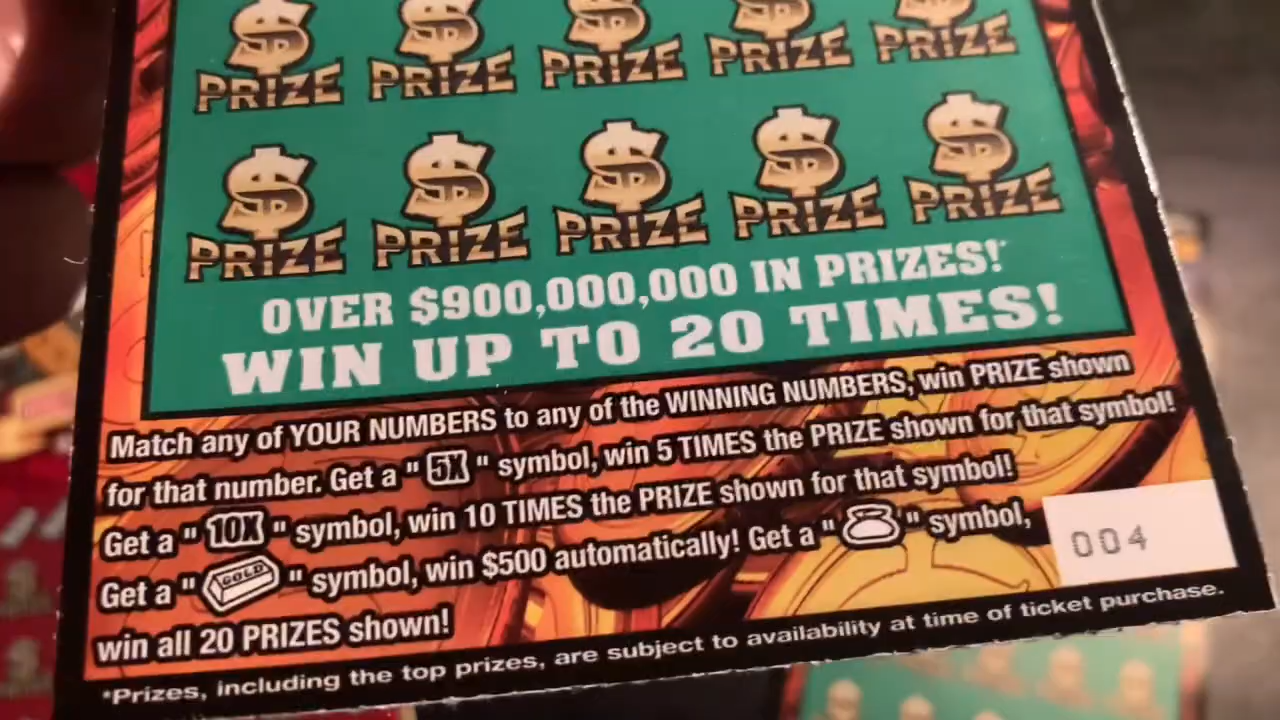 PRIZE PRIZE PRIZE PRIZE PRIZE
PRIZE PRIZE PRIZE PRIZE PRIZE
OVER $900,000,000 IN PRIZES!*
WIN UP TO 20 TIMES!
Match any of YOUR NUMBERS to any of the WINNING NUMBERS, win PRIZE shown
for that number. Get a "5X" symbol, win 5 TIMES the PRIZE shown for that symbol!
Get a "10X" symbol, win 10 TIMES the PRIZE shown for that symbol!
Get a "GOLD" symbol, win $500 automatically! Get a " " symbol,
win all 20 PRIZES shown!
004
*Prizes, including the top prizes, are subject to availability at time of ticket purchase.